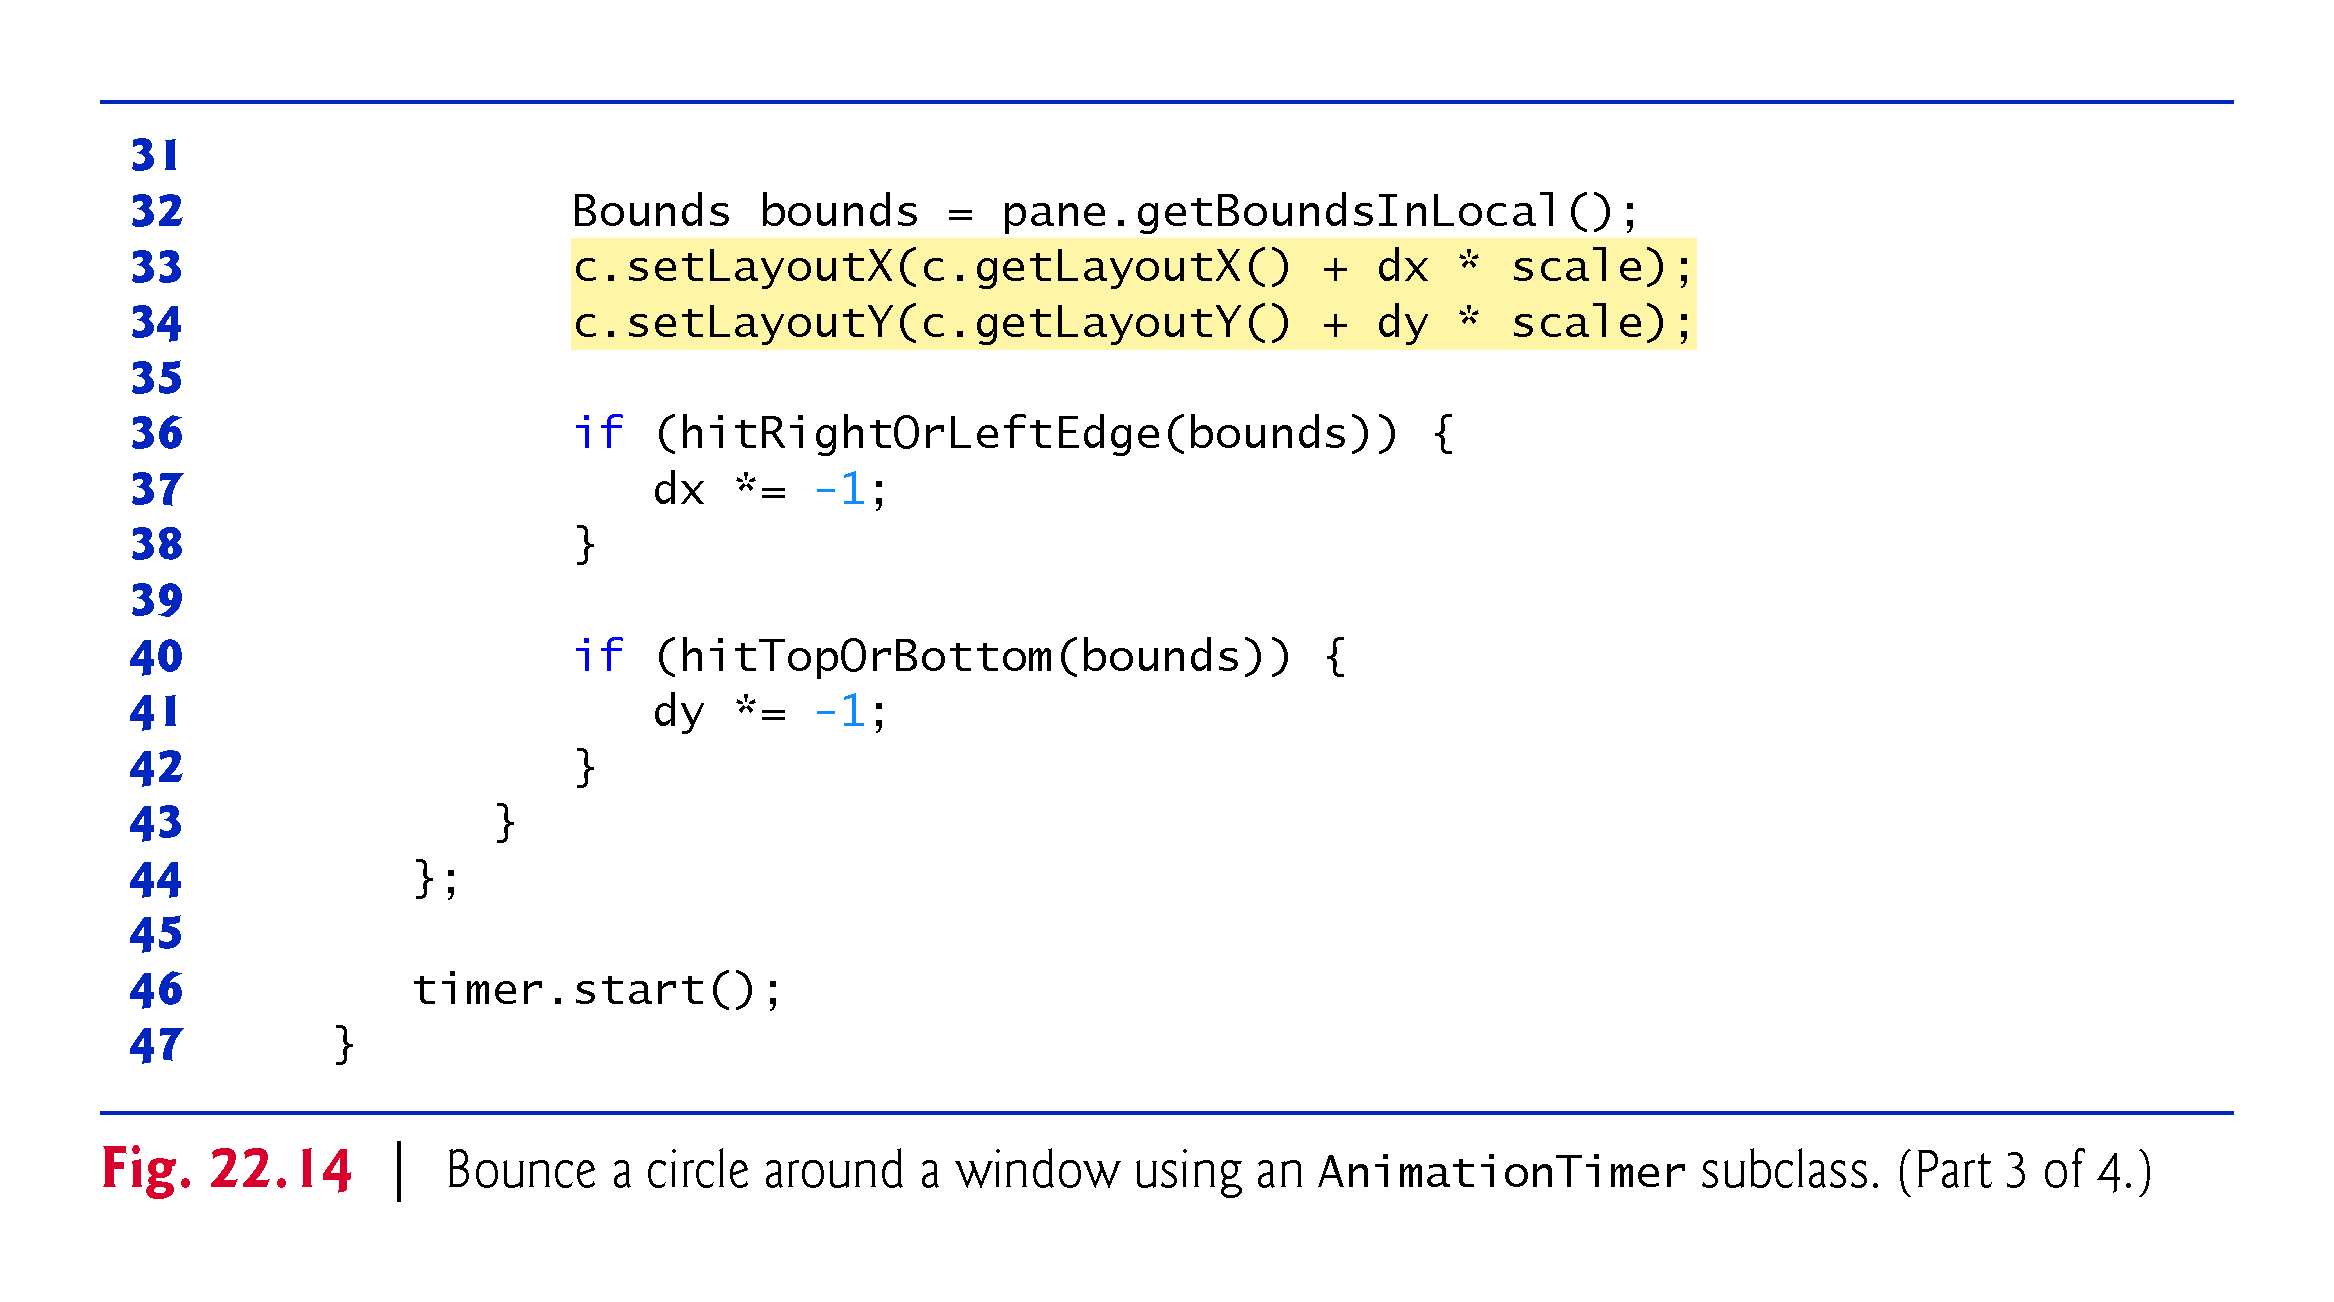 31
32 Bounds bounds = pane.getBoundsInLocal();
33 c.setLayoutX(c.getLayoutX() + dx * scale);
34 c.setLayoutY(c.getLayoutY() + dy * scale);
35
36 if (hitRightOrLeftEdge(bounds)) {
37 dx *= -1;
38 }
39
40 if (hitTopOrBottom(bounds)) {
41 dy *= -1;
42 }
43 }
44 };
45
46 timer.start();
47 }
Fig. 22.14 | Bounce a circle around a window using an AnimationTimer subclass. (Part 3 of 4.)